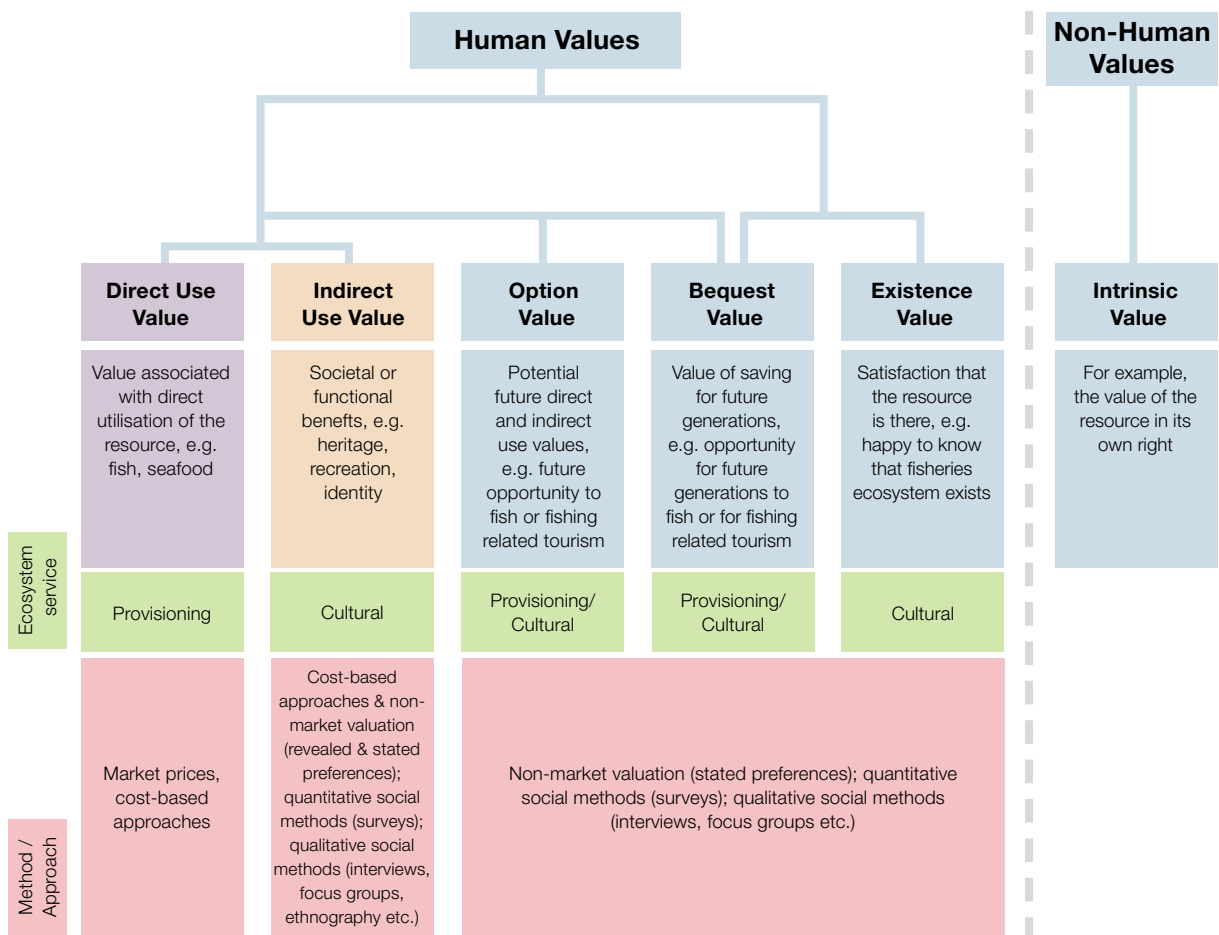 Human Values
Non-Human
Values
Direct Use
Value
Indirect
Use Value
Option
Value
Bequest
Value
Existence
Value
Intrinsic
Value
Value associated
with direct
utilisation of the
resource, e.g.
fish, seafood
Societal or
functional
benefits, e.g.
heritage,
recreation,
identity
Potential
future direct
and indirect
use values,
e.g. future
opportunity to
fish or fishing
related tourism
Value of saving
for future
generations,
e.g. opportunity
for future
generations to
fish or for fishing
related tourism
Satisfaction that
the resource
is there, e.g.
happy to know
that fisheries
ecosystem exists
For example,
the value of the
resource in its
own right
Ecosystem
service
Provisioning
Cultural
Provisioning/
Cultural
Provisioning/
Cultural
Cultural
Method /
Approach
Market prices,
cost-based
approaches
Cost-based
approaches & non-
market valuation
(revealed & stated
preferences);
quantitative social
methods (surveys);
qualitative social
methods (interviews,
focus groups,
ethnography etc.)
Non-market valuation (stated preferences); quantitative
social methods (surveys); qualitative social methods
(interviews, focus groups etc.)